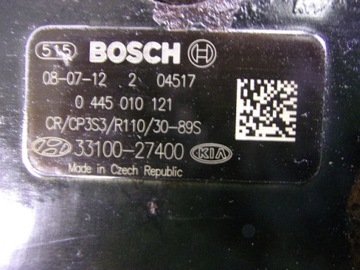 515 BOSCH
08-07-12 2 04517
0 445 010 121
CR/CP3S3/R110/30-89S
33100-27400 KIA
Made in Czech Republic